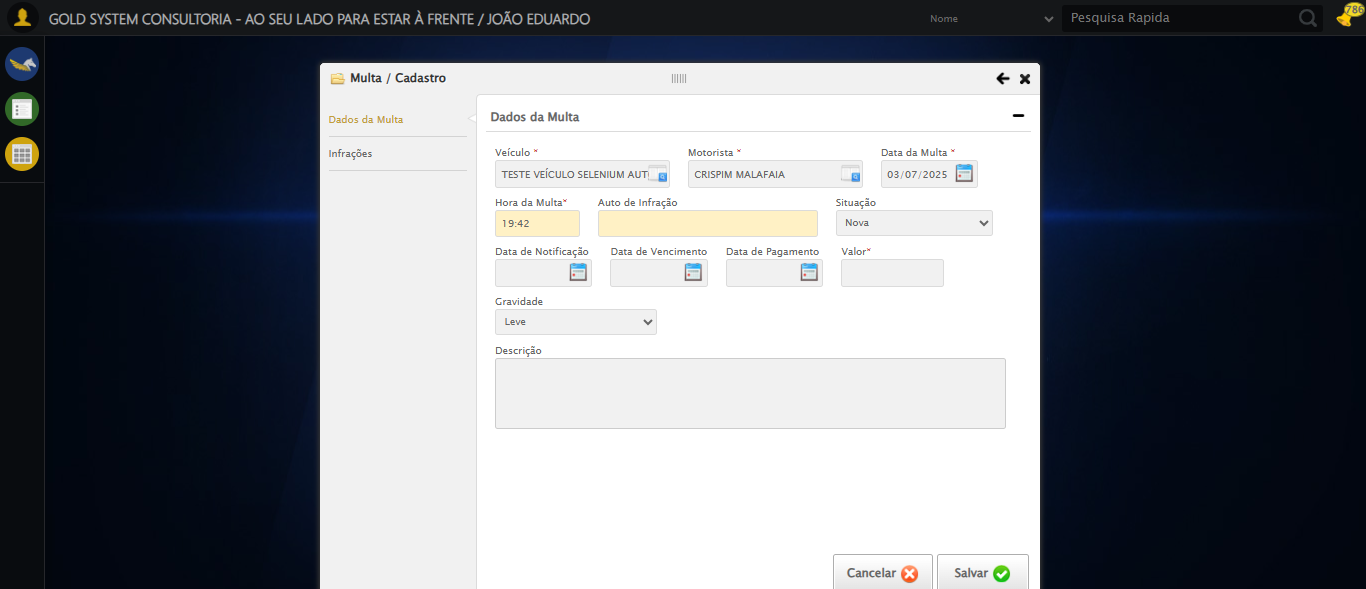 GOLD SYSTEM CONSULTORIA - AO SEU LADO PARA ESTAR À FRENTE / JOÃO EDUARDO
Nome
Pesquisa Rapida
786
Multa / Cadastro
Dados da Multa
Infrações
Dados da Multa
Veículo * Motorista * Data da Multa *
TESTE VEÍCULO SELENIUM AUT CRISPIM MALAFAIA 03/07/2025
Hora da Multa* Auto de Infração Situação
19:42 Nova
Data de Notificação Data de Vencimento Data de Pagamento Valor*
Gravidade
Leve
Descrição
Cancelar Salvar